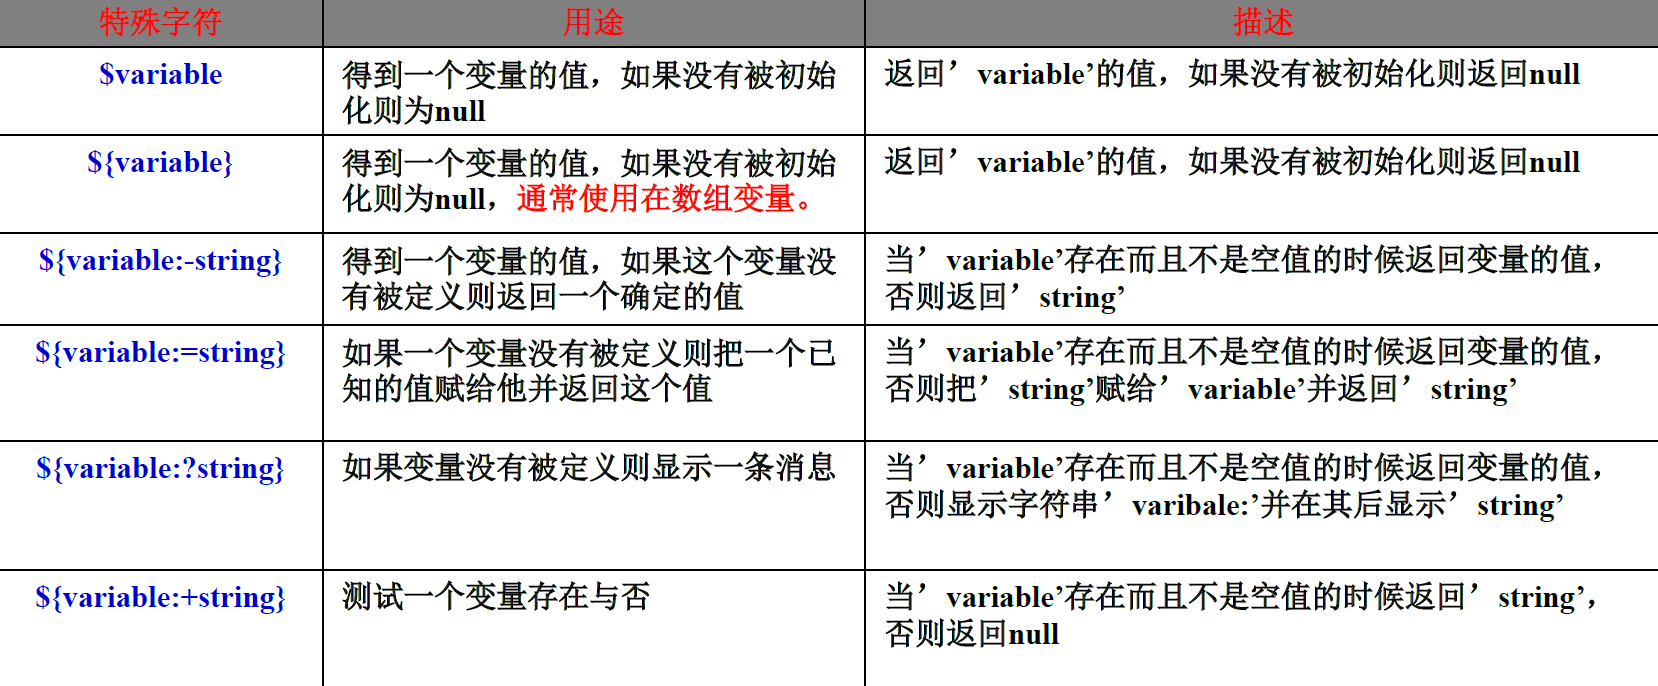 特殊字符 用途 描述
$variable
得到一个变量的值，如果没有被初始
化则为null
返回’variable’的值，如果没有被初始化则返回null
${variable}
得到一个变量的值，如果没有被初始
化则为null，通常使用在数组变量。
返回’variable’的值，如果没有被初始化则返回null
${variable:-string}
得到一个变量的值，如果这个变量没
有被定义则返回一个确定的值
当’variable’存在而且不是空值的时候返回变量的值，
否则返回’string’
${variable:=string}
如果一个变量没有被定义则把一个已
知的值赋给他并返回这个值
当’variable’存在而且不是空值的时候返回变量的值，
否则把’string’赋给’variable’并返回’string’
${variable:?string}
如果变量没有被定义则显示一条消息
当’variable’存在而且不是空值的时候返回变量的值，
否则显示字符串’varibale:’并在其后显示’string’
${variable:+string}
测试一个变量存在与否
当’variable’存在而且不是空值的时候返回’string’，
否则返回null